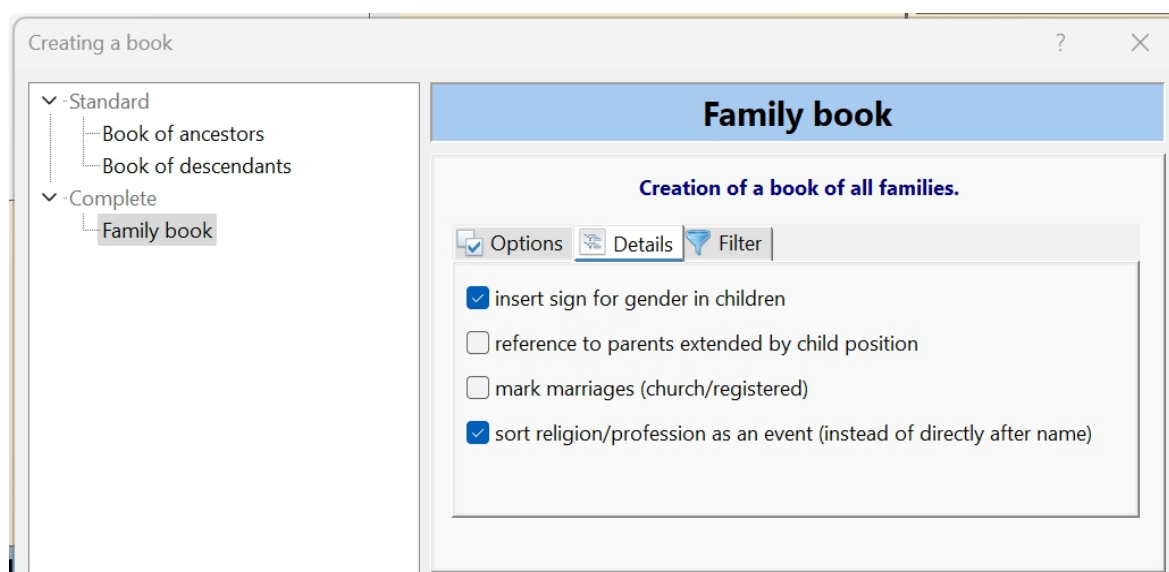 Creating a book
?
Standard
Book of ancestors
Book of descendants
Complete
Family book
Family book
Creation of a book of all families.
Options Details Filter
insert sign for gender in children
reference to parents extended by child position
mark marriages (church/registered)
sort religion/profession as an event (instead of directly after name)